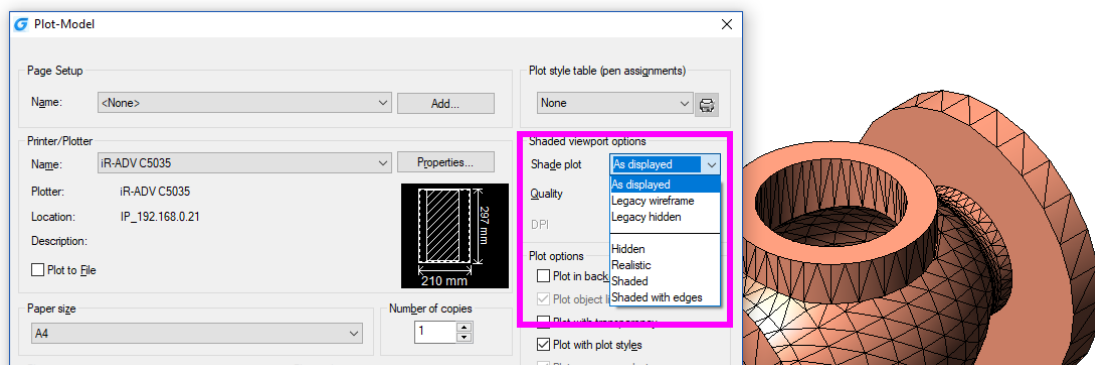 Plot-Model
Page Setup
Name:
<None>
Add...
Printer/Plotter
Name:
iR-ADV C5035
Properties...
Plotter:
iR-ADV C5035
Location:
IP_192.168.0.21
Description:
Plot to File
297 mm
210 mm
Paper size
A4
Number of copies
1
Plot style table (pen assignments)
None
Shaded viewport options
Shade plot
As displayed
As displayed
Legacy wireframe
Legacy hidden
Hidden
Realistic
Shaded
Shaded with edges
Quality
DPI
Plot options
Plot in back
Plot object li
Plot with transparency
Plot with plot styles